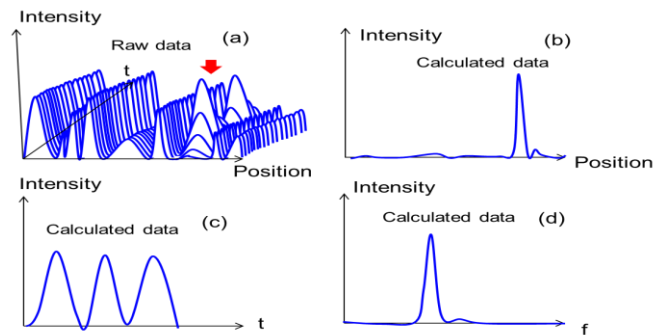 Intensity
(a)
Raw data
t
Position
Intensity
(b)
Calculated data
Position
Intensity
Calculated data
(c)
t
Intensity
Calculated data
(d)
f